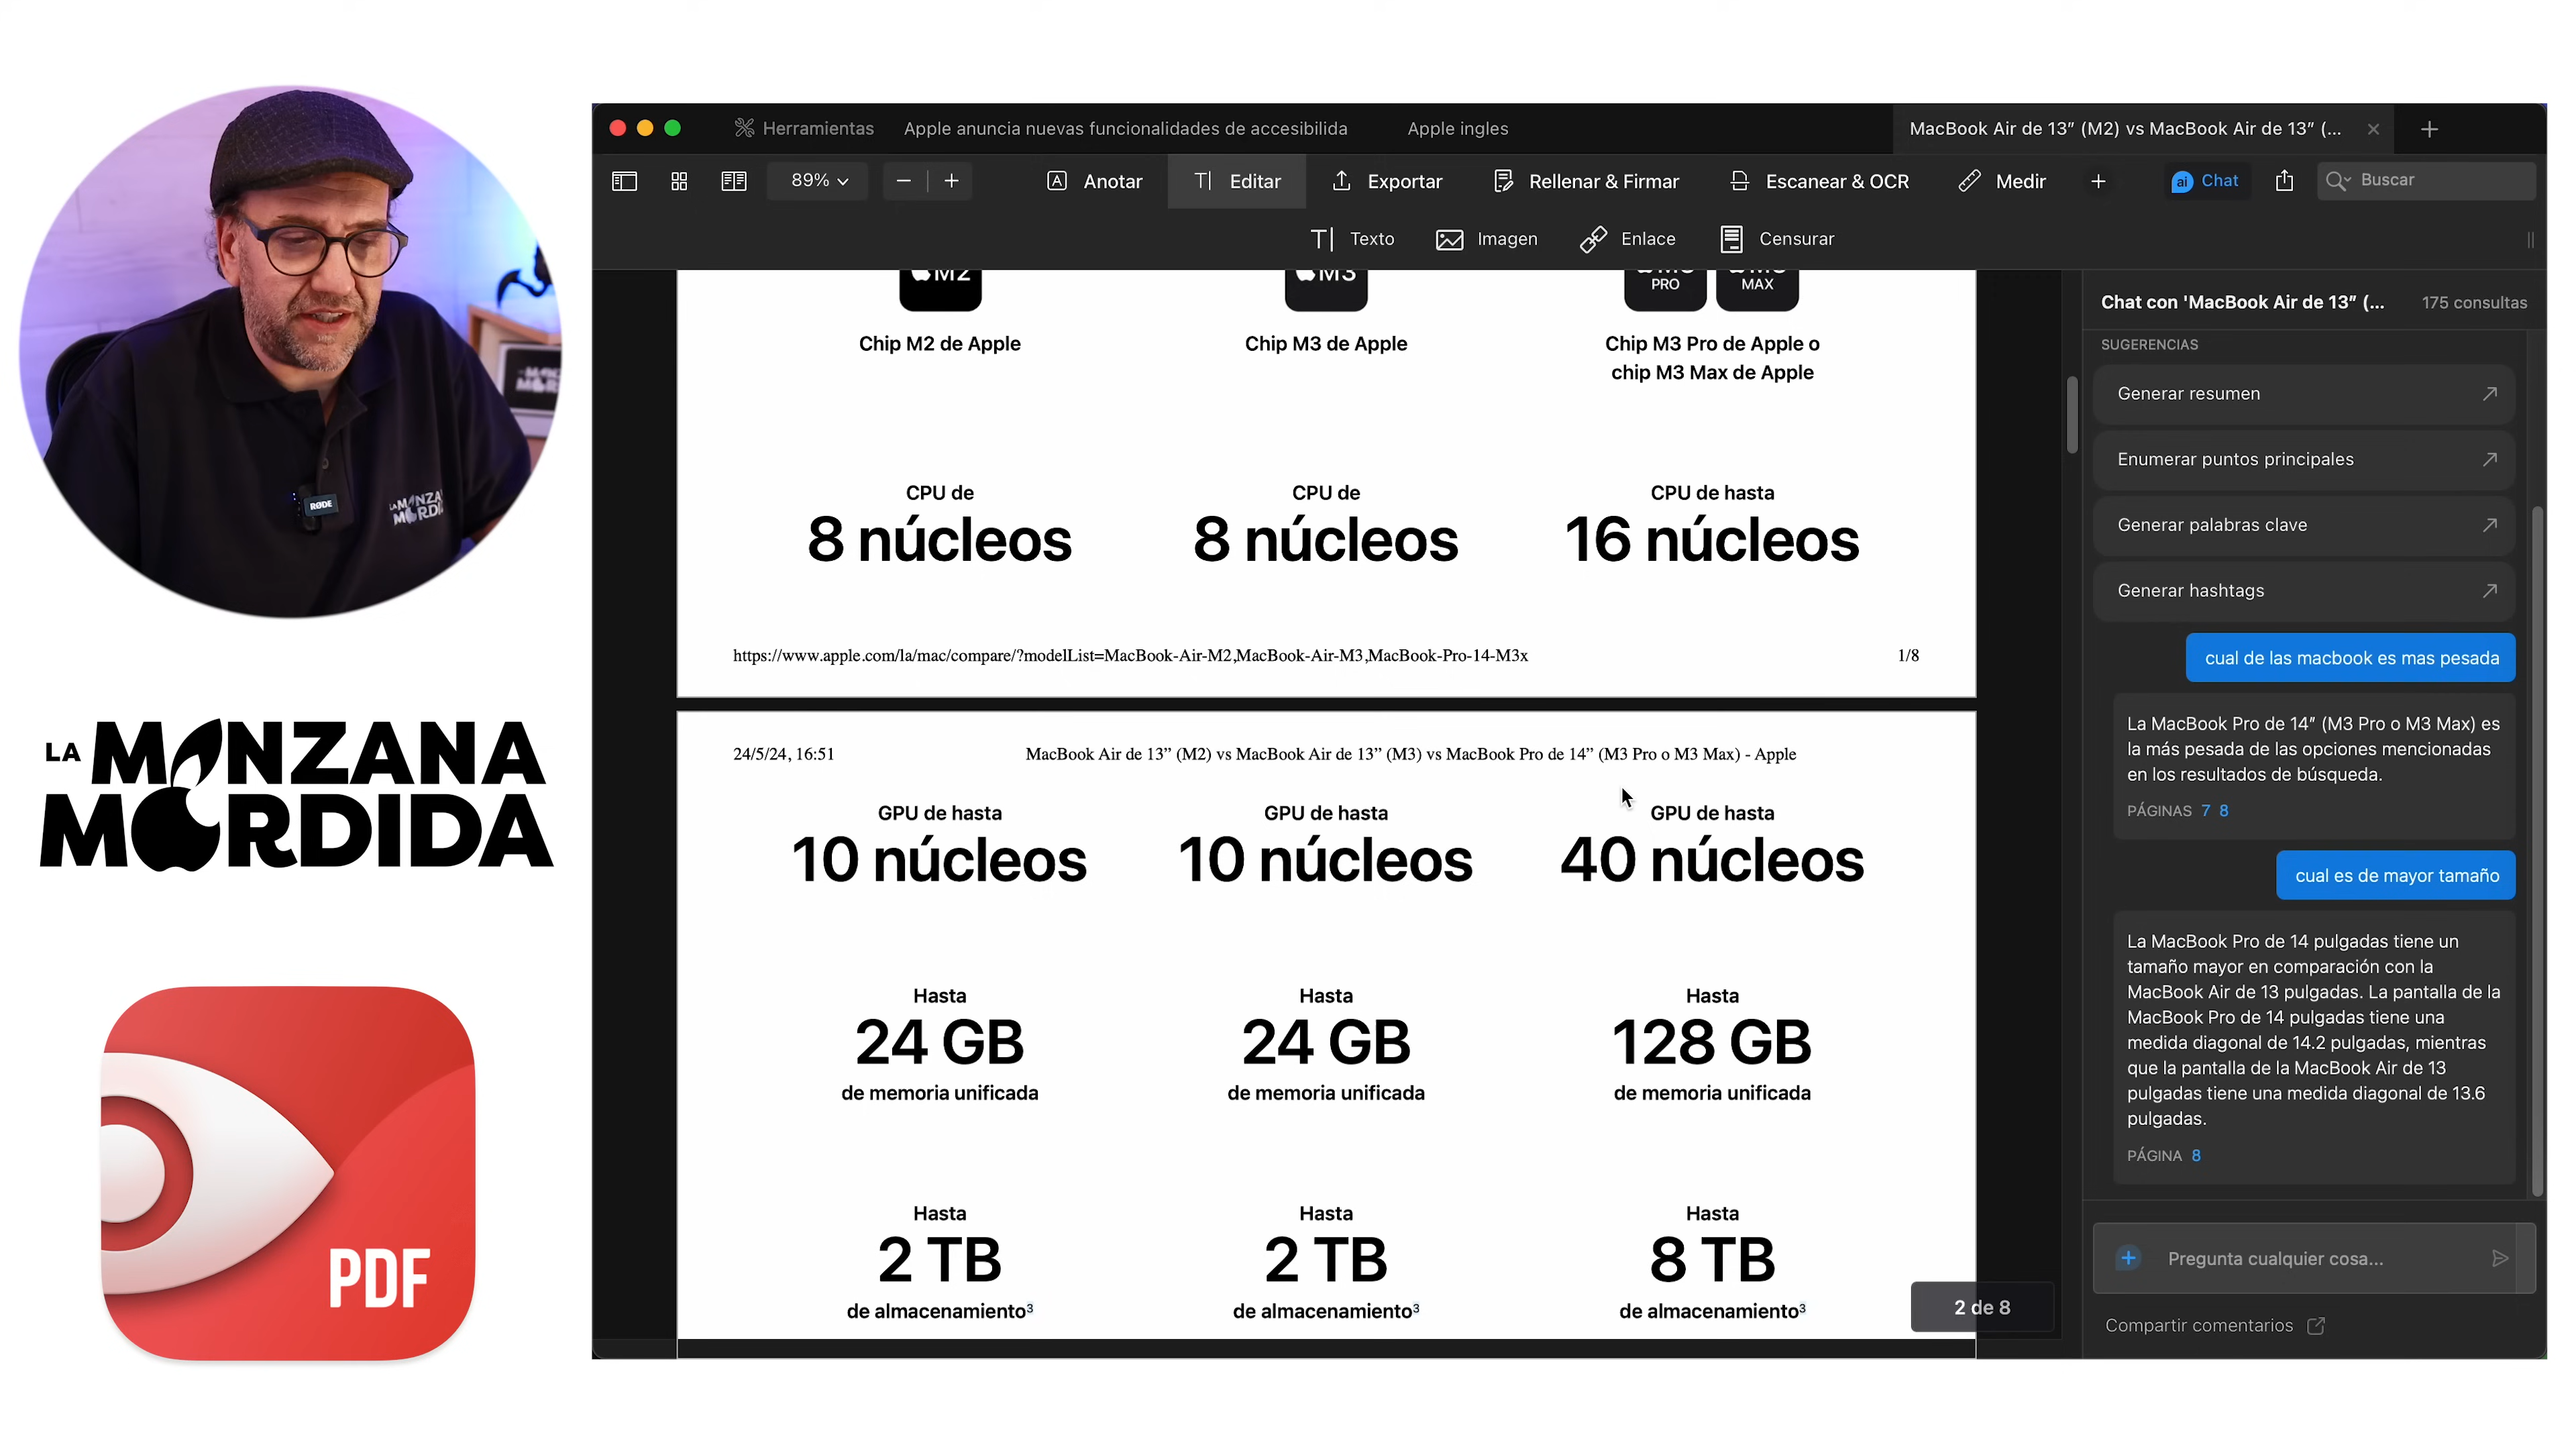 LA MANZANA
MORDIDA
RØDE
PDF
Herramientas
Apple anuncia nuevas funcionalidades de accesibilida
Apple ingles
MacBook Air de 13” (M2) vs MacBook Air de 13” (...
89%
Anotar
Editar
Exportar
Rellenar & Firmar
Escanear & OCR
Medir
ai Chat
Buscar
Texto
Imagen
Enlace
Censurar
M2
M3
PRO
MAX
Chip M2 de Apple
Chip M3 de Apple
Chip M3 Pro de Apple o
chip M3 Max de Apple
CPU de
8 núcleos
CPU de
8 núcleos
CPU de hasta
16 núcleos
https://www.apple.com/la/mac/compare/?modelList=MacBook-Air-M2,MacBook-Air-M3,MacBook-Pro-14-M3x
1/8
24/5/24, 16:51
MacBook Air de 13” (M2) vs MacBook Air de 13” (M3) vs MacBook Pro de 14” (M3 Pro o M3 Max) - Apple
GPU de hasta
10 núcleos
GPU de hasta
10 núcleos
GPU de hasta
40 núcleos
Hasta
24 GB
de memoria unificada
Hasta
24 GB
de memoria unificada
Hasta
128 GB
de memoria unificada
Hasta
2 TB
de almacenamiento³
Hasta
2 TB
de almacenamiento³
Hasta
8 TB
de almacenamiento³
2 de 8
Chat con 'MacBook Air de 13” (...
175 consultas
SUGERENCIAS
Generar resumen
Enumerar puntos principales
Generar palabras clave
Generar hashtags
cual de las macbook es mas pesada
La MacBook Pro de 14” (M3 Pro o M3 Max) es
la más pesada de las opciones mencionadas
en los resultados de búsqueda.
PÁGINAS 7 8
cual es de mayor tamaño
La MacBook Pro de 14 pulgadas tiene un
tamaño mayor en comparación con la
MacBook Air de 13 pulgadas. La pantalla de la
MacBook Pro de 14 pulgadas tiene una
medida diagonal de 14.2 pulgadas, mientras
que la pantalla de la MacBook Air de 13
pulgadas tiene una medida diagonal de 13.6
pulgadas.
PÁGINA 8
Pregunta cualquier cosa...
Compartir comentarios